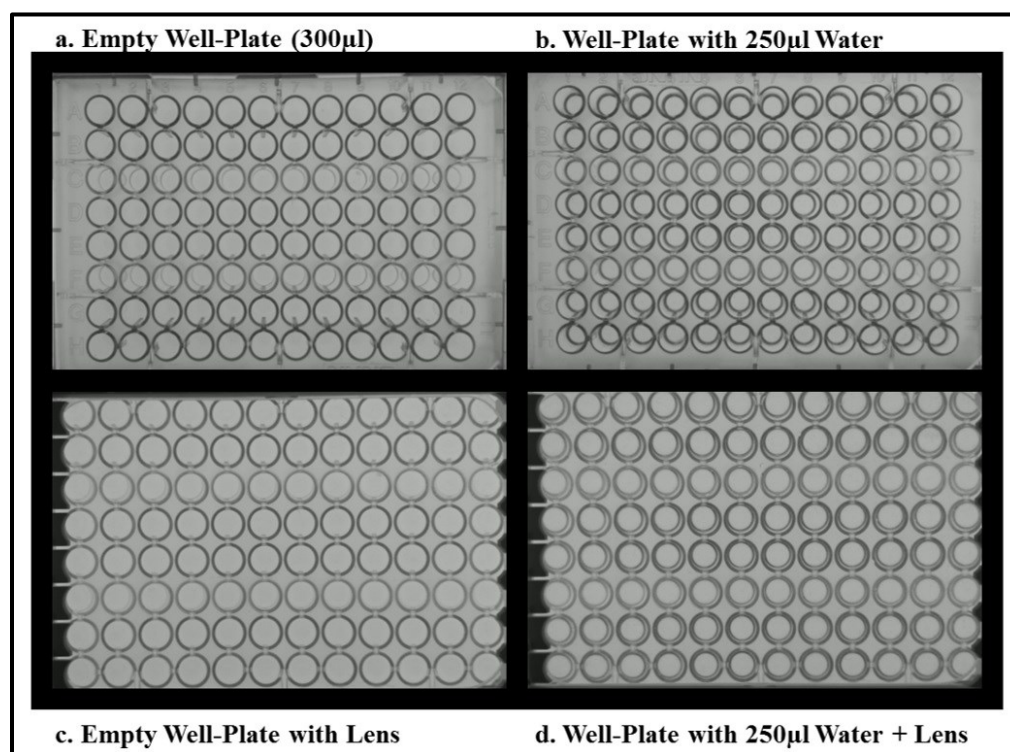 a. Empty Well-Plate (300µl)
b. Well-Plate with 250µl Water
c. Empty Well-Plate with Lens
d. Well-Plate with 250µl Water + Lens